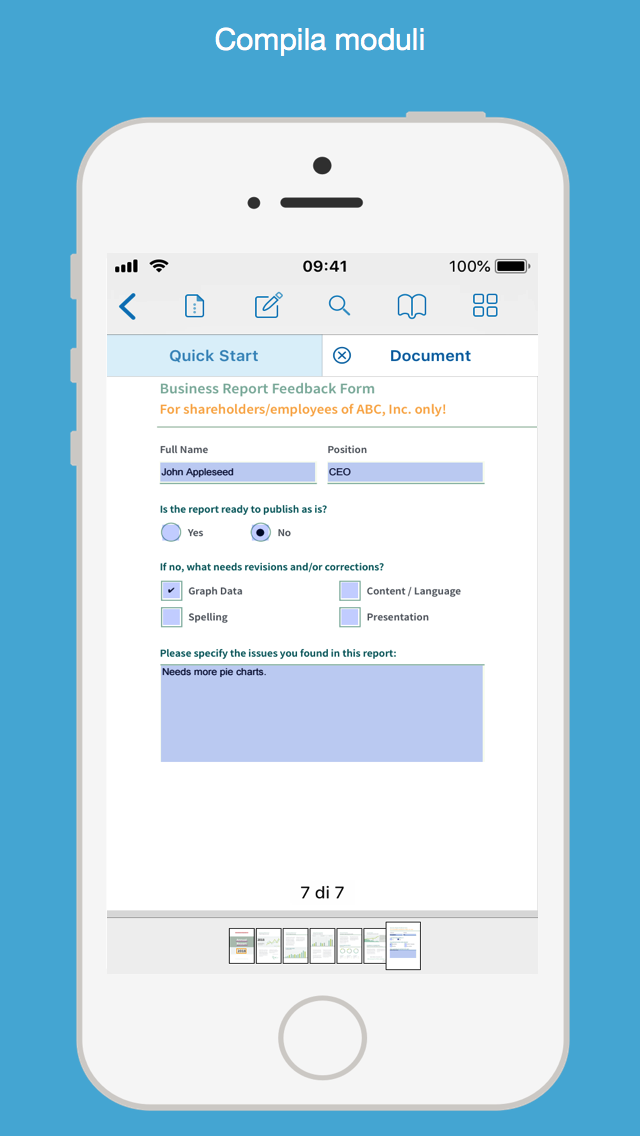 Compila moduli
09:41
100%
Quick Start
Document
Business Report Feedback Form
For shareholders/employees of ABC, Inc. only!
Full Name
Position
John Appleseed
CEO
Is the report ready to publish as is?
Yes
No
If no, what needs revisions and/or corrections?
Graph Data
Content / Language
Spelling
Presentation
Please specify the issues you found in this report:
Needs more pie charts.
7 di 7